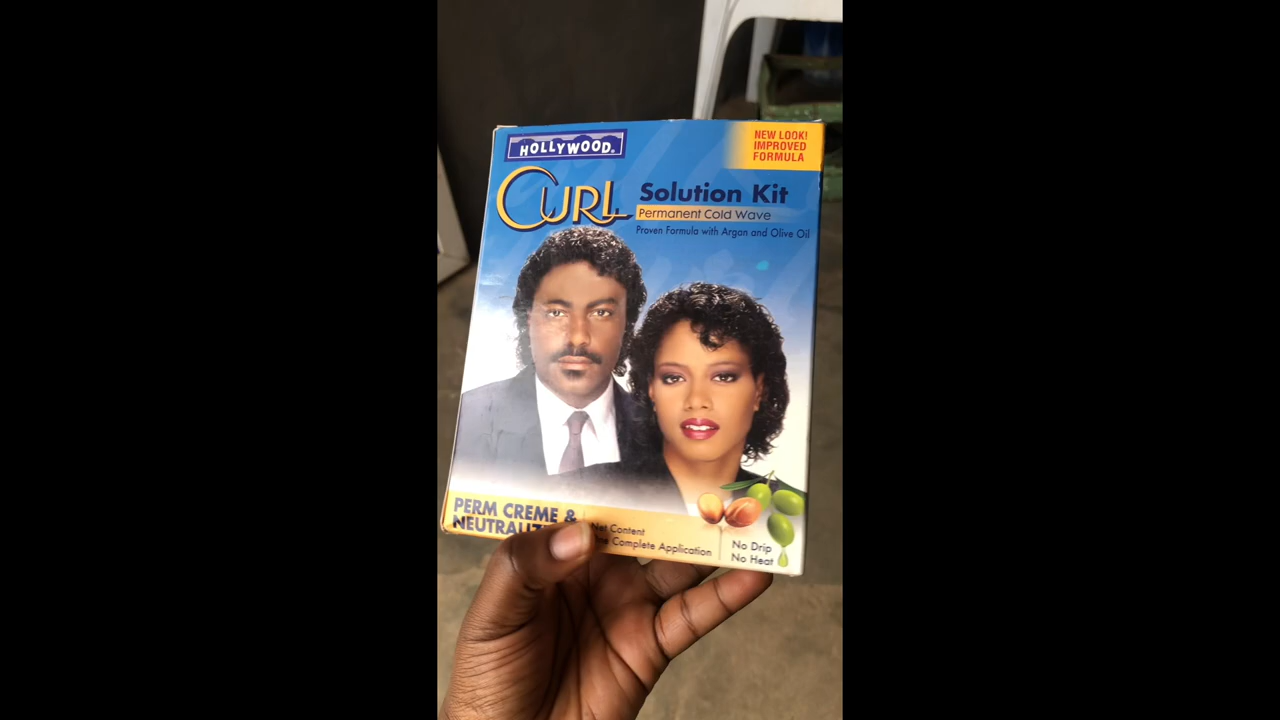 HOLLYWOOD®
CURL
Solution Kit
Permanent Cold Wave
Proven Formula with Argan and Olive Oil
NEW LOOK!
IMPROVED
FORMULA
PERM CREME &
Net Content
Complete Application
No Drip
No Heat